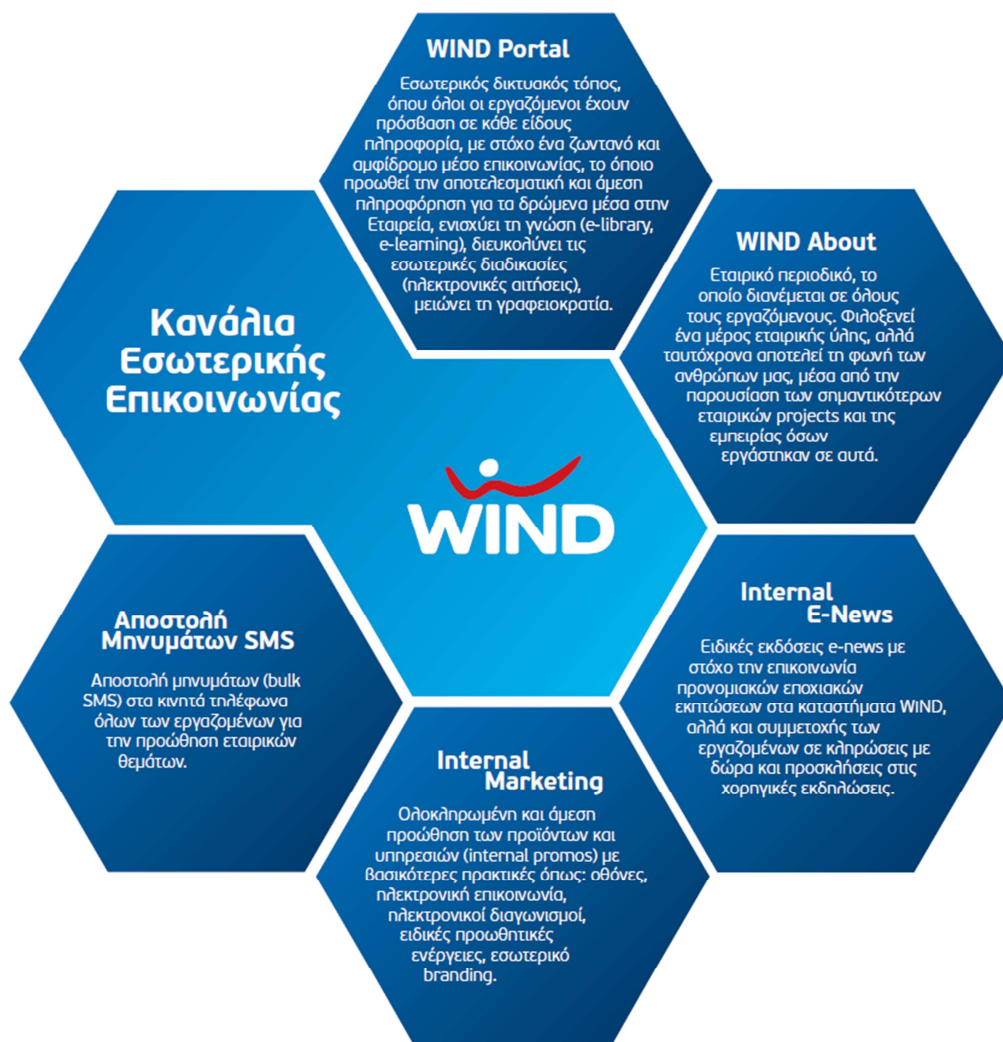 WIND Portal
Εσωτερικός δικτυακός τόπος,
όπου όλοι οι εργαζόμενοι έχουν
πρόσβαση σε κάθε είδους
πληροφορία, με στόχο ένα ζωντανό και
αμφίδρομο μέσο επικοινωνίας, το όποιο
προωθεί την αποτελεσματική και άμεση
πληροφόρηση για τα δρώμενα μέσα στην
Εταιρεία, ενισχύει τη γνώση (e-library,
e-learning), διευκολύνει τις
εσωτερικές διαδικασίες
(ηλεκτρονικές αιτήσεις),
μειώνει τη γραφειοκρατία.
Κανάλια
Εσωτερικής
Επικοινωνίας
WIND About
Εταιρικό περιοδικό, το
οποίο διανέμεται σε όλους
τους εργαζόμενους. Φιλοξενεί
ένα μέρος εταιρικής ύλης, αλλά
ταυτόχρονα αποτελεί τη φωνή των
ανθρώπων μας, μέσα από την
παρουσίαση των σημαντικότερων
εταιρικών projects και της
εμπειρίας όσων
εργάστηκαν σε αυτά.
WIND
Αποστολή
Μηνυμάτων SMS
Αποστολή μηνυμάτων (bulk
SMS) στα κινητά τηλέφωνα
όλων των εργαζομένων για
την προώθηση εταιρικών
θεμάτων.
Internal
E-News
Ειδικές εκδόσεις e-news με
στόχο την επικοινωνία
προνομιακών εποχιακών
εκπτώσεων στα καταστήματα WIND,
αλλά και συμμετοχής των
εργαζομένων σε κληρώσεις με
δώρα και προσκλήσεις στις
χορηγικές εκδηλώσεις.
Internal
Marketing
Ολοκληρωμένη και άμεση
προώθηση των προϊόντων και
υπηρεσιών (internal promos) με
βασικότερες πρακτικές όπως: οθόνες,
ηλεκτρονική επικοινωνία,
ηλεκτρονικοί διαγωνισμοί,
ειδικές προωθητικές
ενέργειες, εσωτερικό
branding.